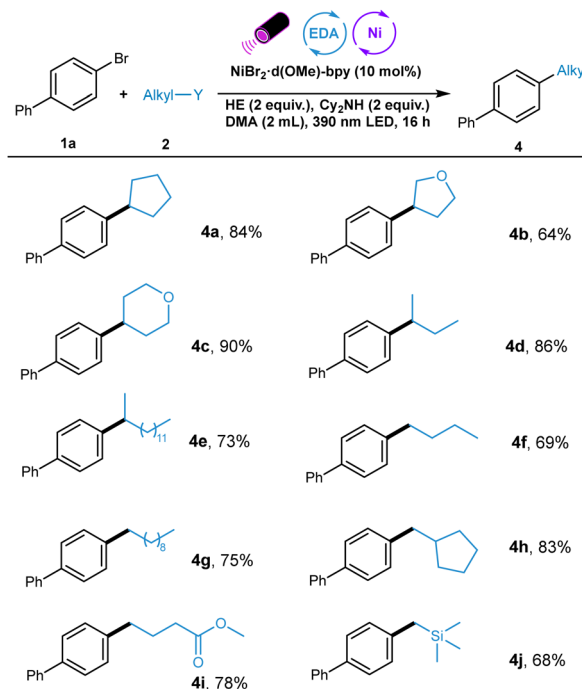 EDA
Ni
Br
Ph
1a
+
Alkyl—Y
2
NiBr₂·d(OMe)-bpy (10 mol%)
HE (2 equiv.), Cy₂NH (2 equiv.)
DMA (2 mL), 390 nm LED, 16 h
Alkyl
Ph
4
Ph
4a, 84%
O
Ph
4b, 64%
O
Ph
4c, 90%
Ph
4d, 86%
11
Ph
4e, 73%
Ph
4f, 69%
8
Ph
4g, 75%
Ph
4h, 83%
O
O
Ph
4i, 78%
Si
Ph
4j, 68%